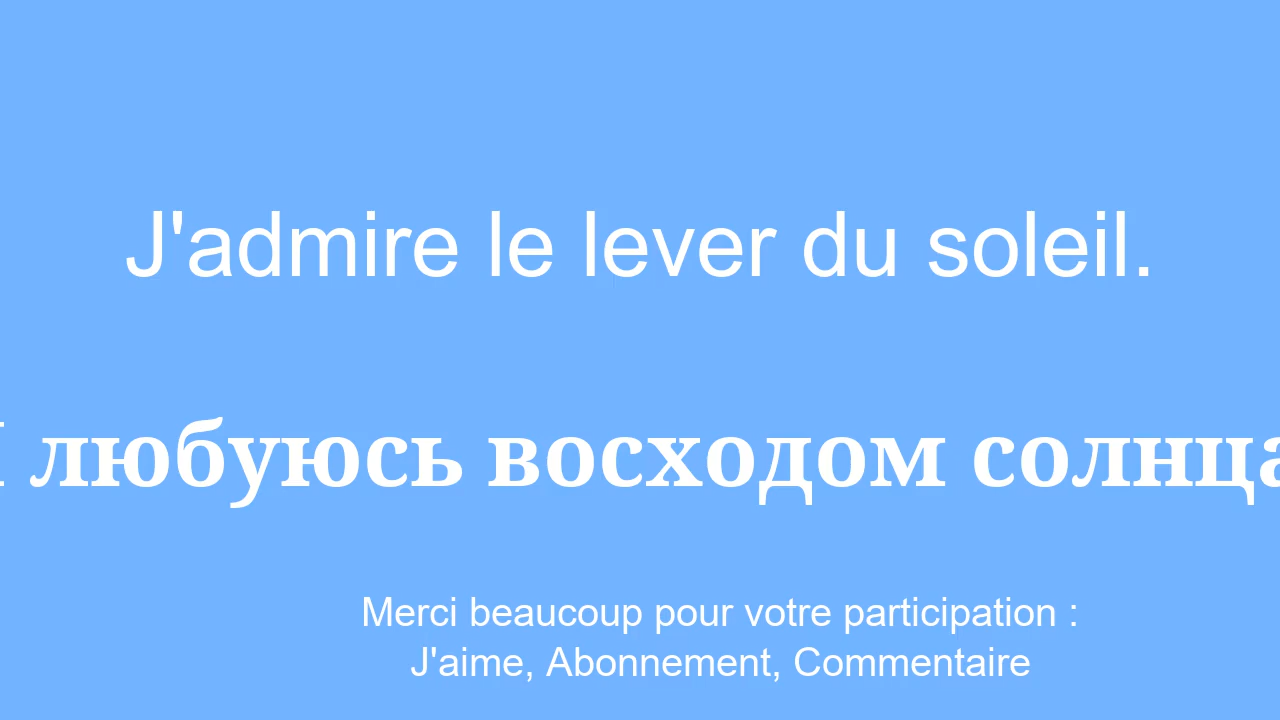 J'admire le lever du soleil.
любуюсь восходом солнца
Merci beaucoup pour votre participation :
J'aime, Abonnement, Commentaire